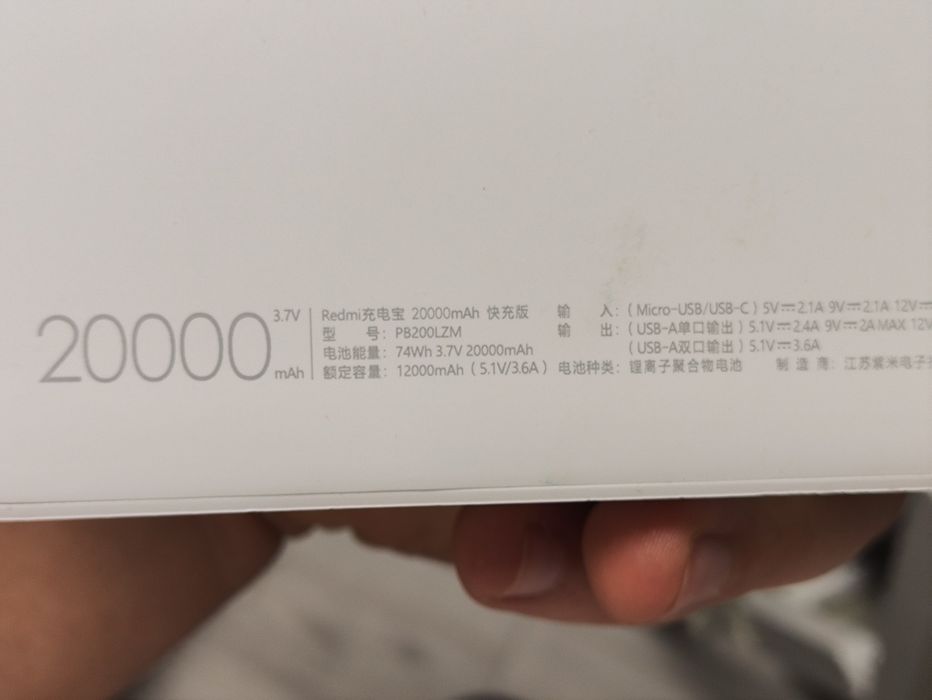 20000 3.7V mAh
Redmi充电宝 20000mAh 快充版
型 号：PB200LZM
电池能量：74Wh 3.7V 20000mAh
额定容量：12000mAh（5.1V/3.6A）
输 入：（Micro-USB/USB-C）5V⎓2.1A 9V⎓2.1A 12V⎓
输 出：（USB-A单口输出）5.1V⎓2.4A 9V⎓2A MAX 12V
（USB-A双口输出）5.1V⎓3.6A
电池种类：锂离子聚合物电池 制 造 商：江苏紫米电子